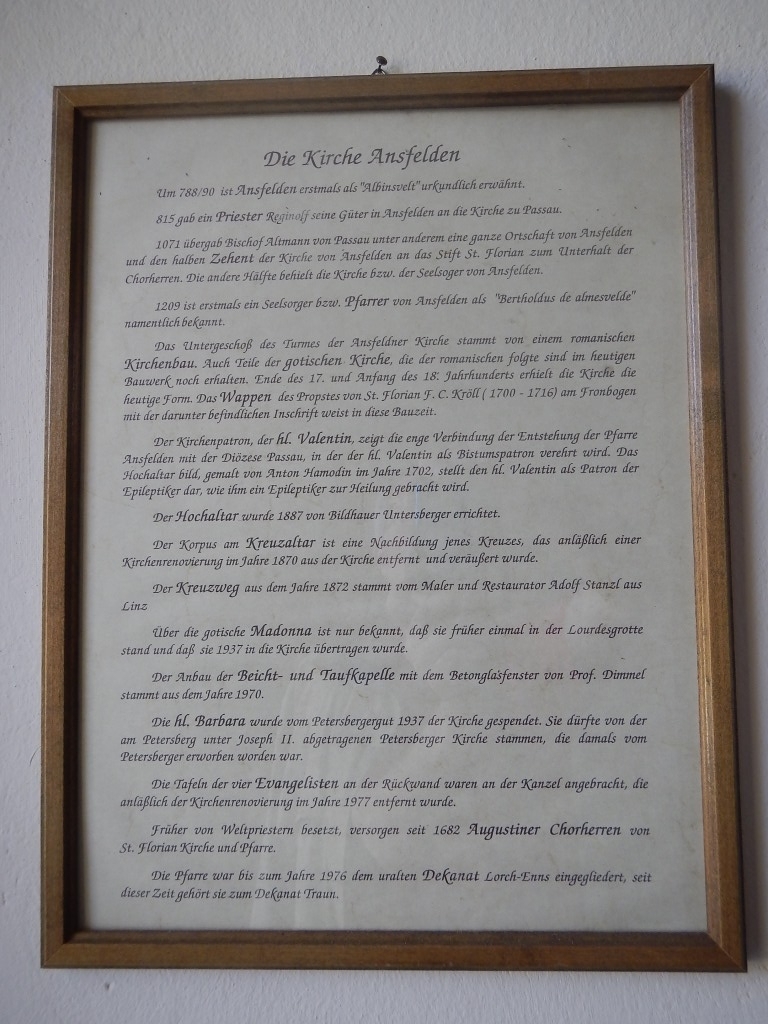 Die Kirche Ansfelden
Um 788/90 ist Ansfelden erstmals als "Albinsvelt" urkundlich erwähnt.
815 gab ein Priester Reginolf seine Güter in Ansfelden an die Kirche zu Passau.
1071 übergab Bischof Altmann von Passau unter anderem eine ganze Ortschaft von Ansfelden
und den halben Zehent der Kirche von Ansfelden an das Stift St. Florian zum Unterhalt der
Chorherren. Die andere Hälfte behielt die Kirche bzw. der Seelsoger von Ansfelden.
1209 ist erstmals ein Seelsorger bzw. Pfarrer von Ansfelden als "Bertholdus de almesvelde"
namentlich bekannt.
Das Untergeschoß des Turmes der Ansfeldner Kirche stammt von einem romanischen
Kirchenbau. Auch Teile der gotischen Kirche, die der romanischen folgte sind im heutigen
Bauwerk noch erhalten. Ende des 17. und Anfang des 18. Jahrhunderts erhielt die Kirche die
heutige Form. Das Wappen des Propstes von St. Florian F. C. Kröll ( 1700 - 1716) am Fronbogen
mit der darunter befindlichen Inschrift weist in diese Bauzeit.
Der Kirchenpatron, der hl. Valentin, zeigt die enge Verbindung der Entstehung der Pfarre
Ansfelden mit der Diözese Passau, in der der hl. Valentin als Bistumspatron verehrt wird. Das
Hochaltar bild, gemalt von Anton Hamodin im Jahre 1702, stellt den hl. Valentin als Patron der
Epileptiker dar, wie ihm ein Epileptiker zur Heilung gebracht wird.
Der Hochaltar wurde 1887 von Bildhauer Untersberger errichtet.
Der Korpus am Kreuzaltar ist eine Nachbildung jenes Kreuzes, das anläßlich einer
Kirchenrenovierung im Jahre 1870 aus der Kirche entfernt und veräußert wurde.
Der Kreuzweg aus dem Jahre 1872 stammt vom Maler und Restaurator Adolf Stanzl aus
Linz
Über die gotische Madonna ist nur bekannt, daß sie früher einmal in der Lourdesgrotte
stand und daß sie 1937 in die Kirche übertragen wurde.
Der Anbau der Beicht- und Taufkapelle mit dem Betonglasfenster von Prof. Dimmel
stammt aus dem Jahre 1970.
Die hl. Barbara wurde vom Petersbergergut 1937 der Kirche gespendet. Sie dürfte von der
am Petersberg unter Joseph II. abgetragenen Petersberger Kirche stammen, die damals vom
Petersberger erworben worden war.
Die Tafeln der vier Evangelisten an der Rückwand waren an der Kanzel angebracht, die
anläßlich der Kirchenrenovierung im Jahre 1977 entfernt wurde.
Früher von Weltpriestern besetzt, versorgen seit 1682 Augustiner Chorherren von
St. Florian Kirche und Pfarre.
Die Pfarre war bis zum Jahre 1976 dem uralten Dekanat Lorch-Enns eingegliedert, seit
dieser Zeit gehört sie zum Dekanat Traun.